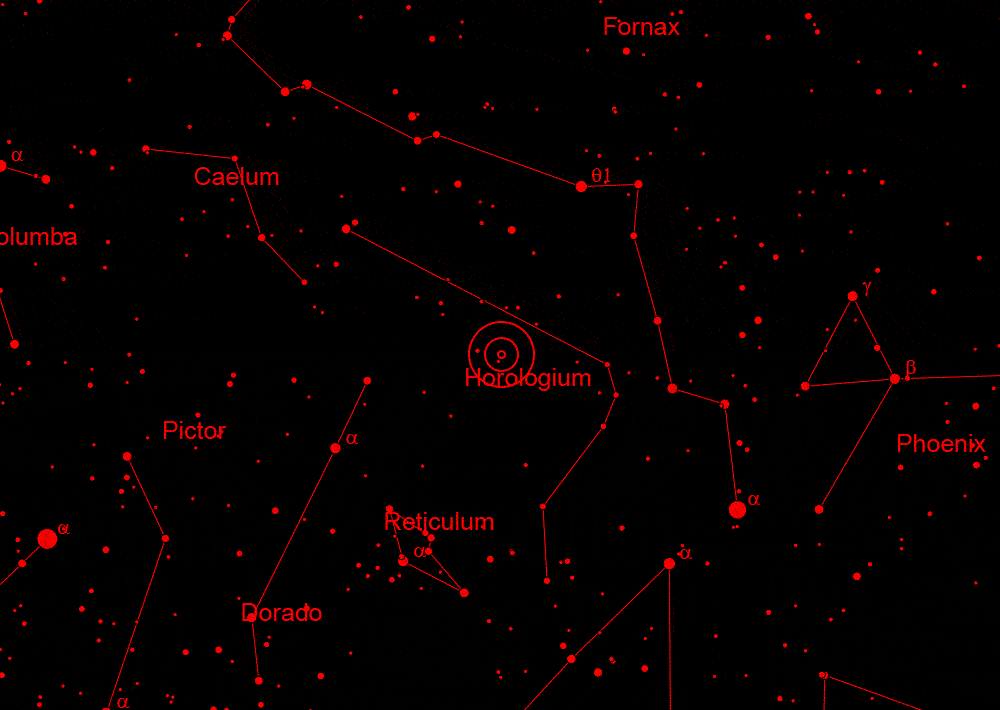 Fornax
α
Caelum
θ1
olumba
γ
β
Horologium
Pictor
α
Phoenix
α
α
Reticulum
α
α
Dorado
α